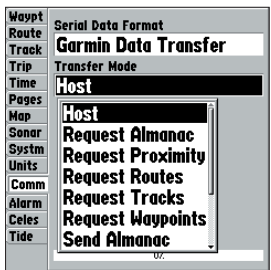 Waypt
Route
Track
Trip
Time
Pages
Map
Sonar
Systm
Units
Comm
Alarm
Celes
Tide
Serial Data Format
Garmin Data Transfer
Transfer Mode
Host
Host
Request Almanac
Request Proximity
Request Routes
Request Tracks
Request Waypoints
Send Almanac